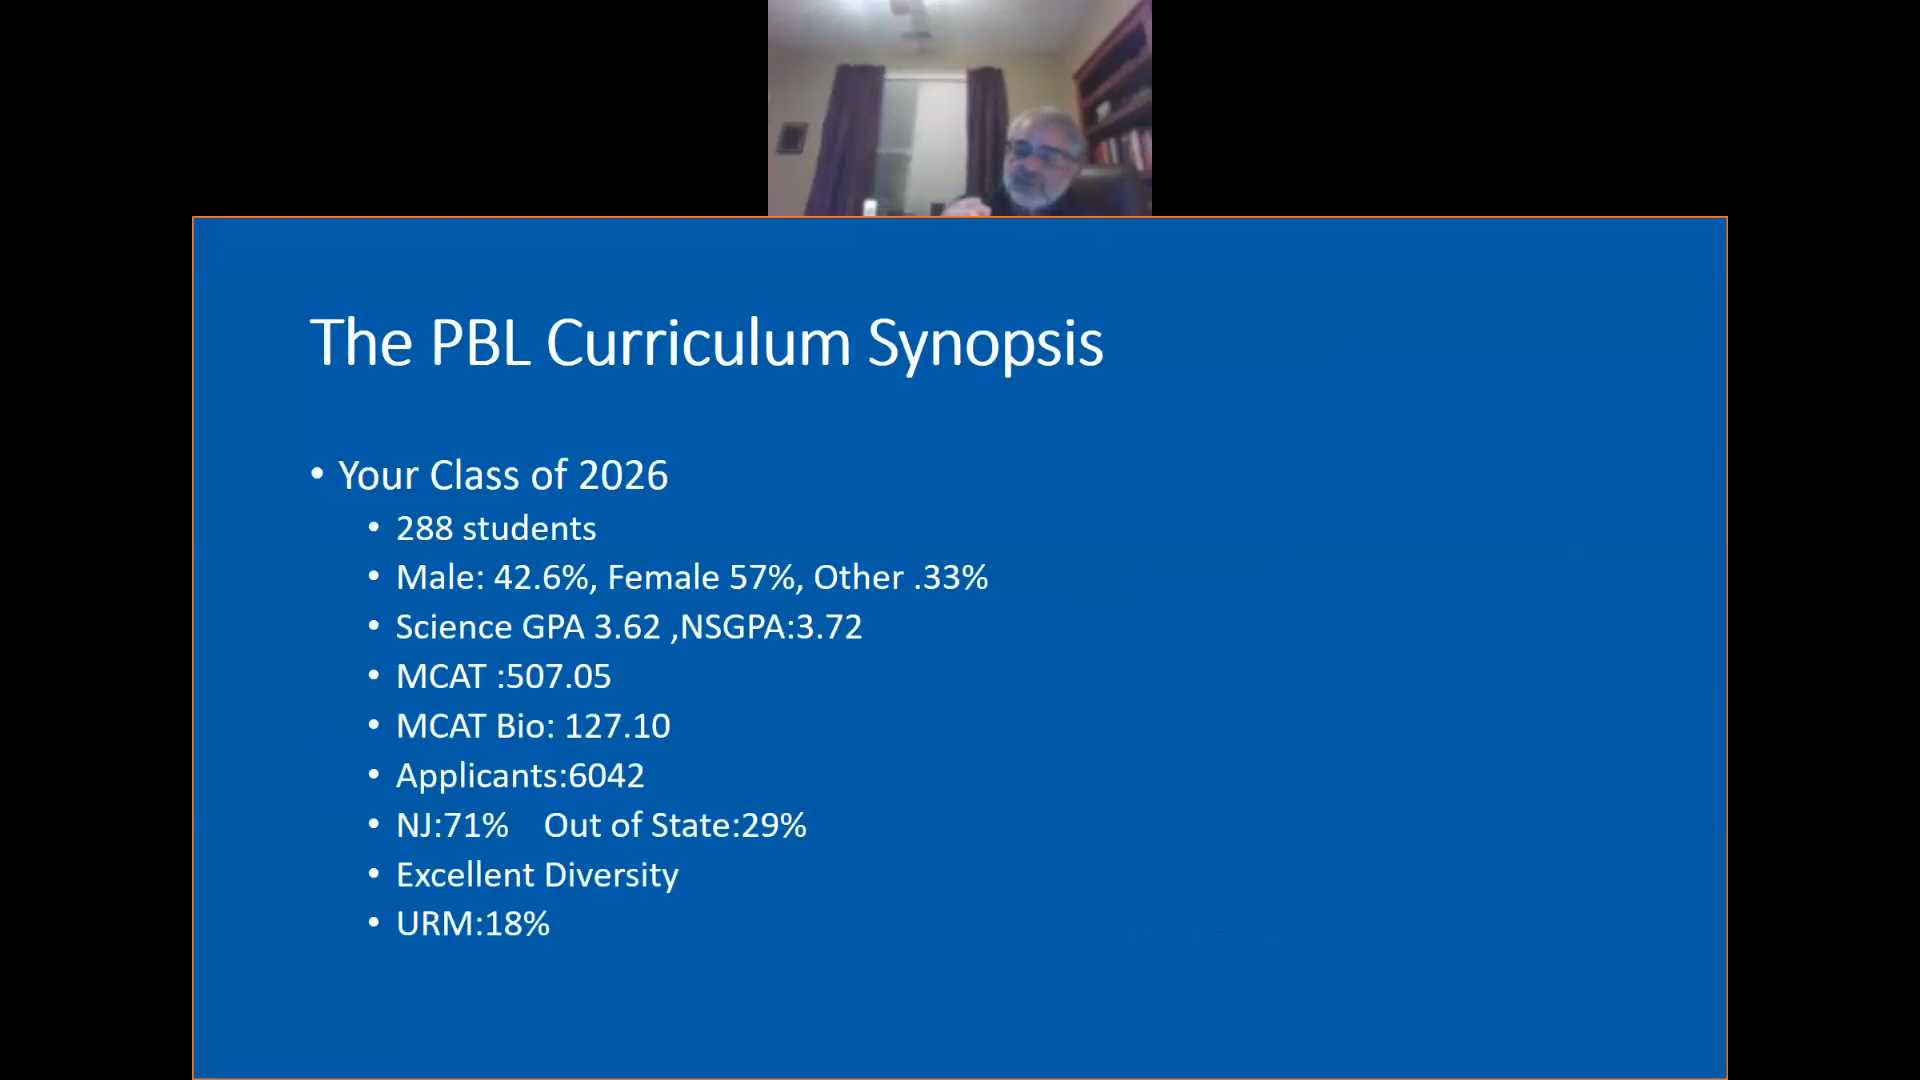 The PBL Curriculum Synopsis
• Your Class of 2026
• 288 students
• Male: 42.6%, Female 57%, Other .33%
• Science GPA 3.62 ,NSGPA:3.72
• MCAT :507.05
• MCAT Bio: 127.10
• Applicants:6042
• NJ:71% Out of State:29%
• Excellent Diversity
• URM:18%